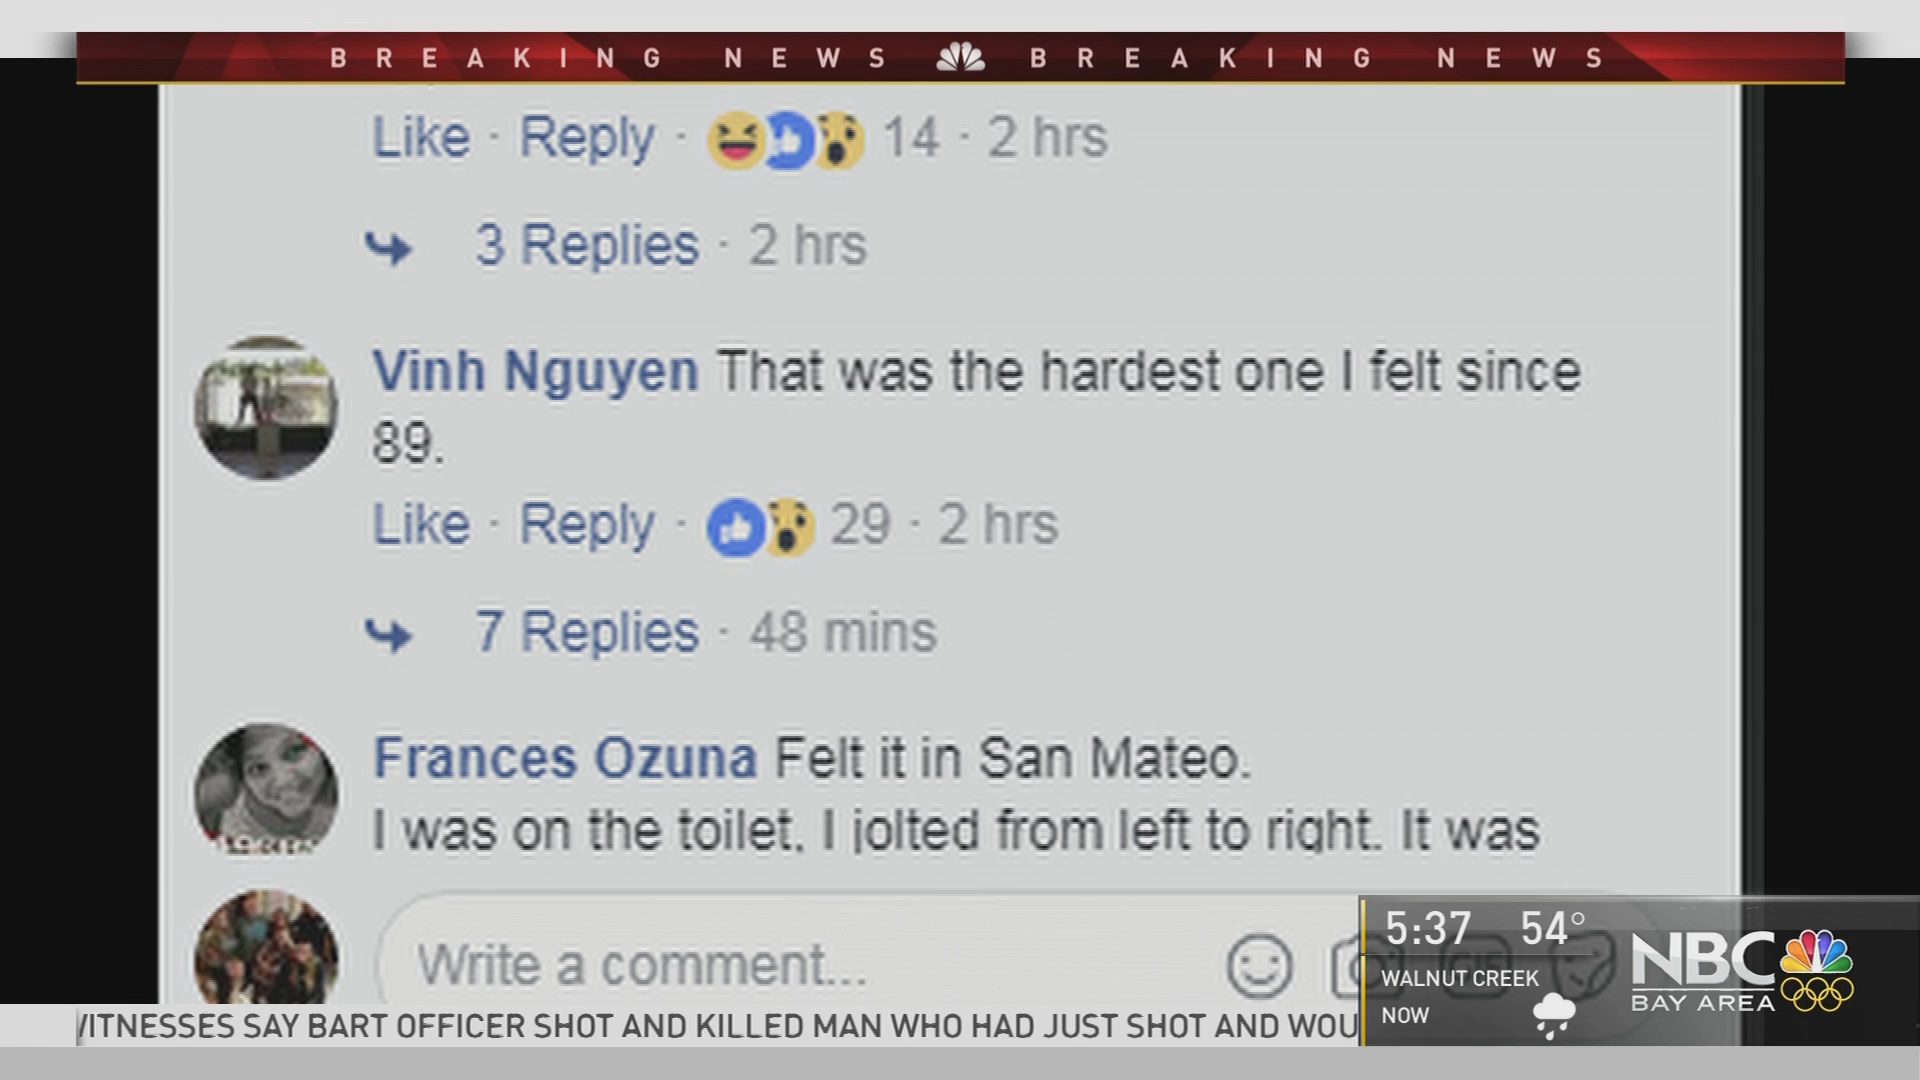 BREAKING NEWS BREAKING NEWS
Like · Reply · 14 · 2 hrs
3 Replies · 2 hrs
Vinh Nguyen That was the hardest one I felt since
89.
Like · Reply · 29 · 2 hrs
7 Replies · 48 mins
Frances Ozuna Felt it in San Mateo.
I was on the toilet. I jolted from left to right. It was
Write a comment...
GIF
5:37 54°
WALNUT CREEK
NOW
NBC
BAY AREA
ITNESSES SAY BART OFFICER SHOT AND KILLED MAN WHO HAD JUST SHOT AND WOU